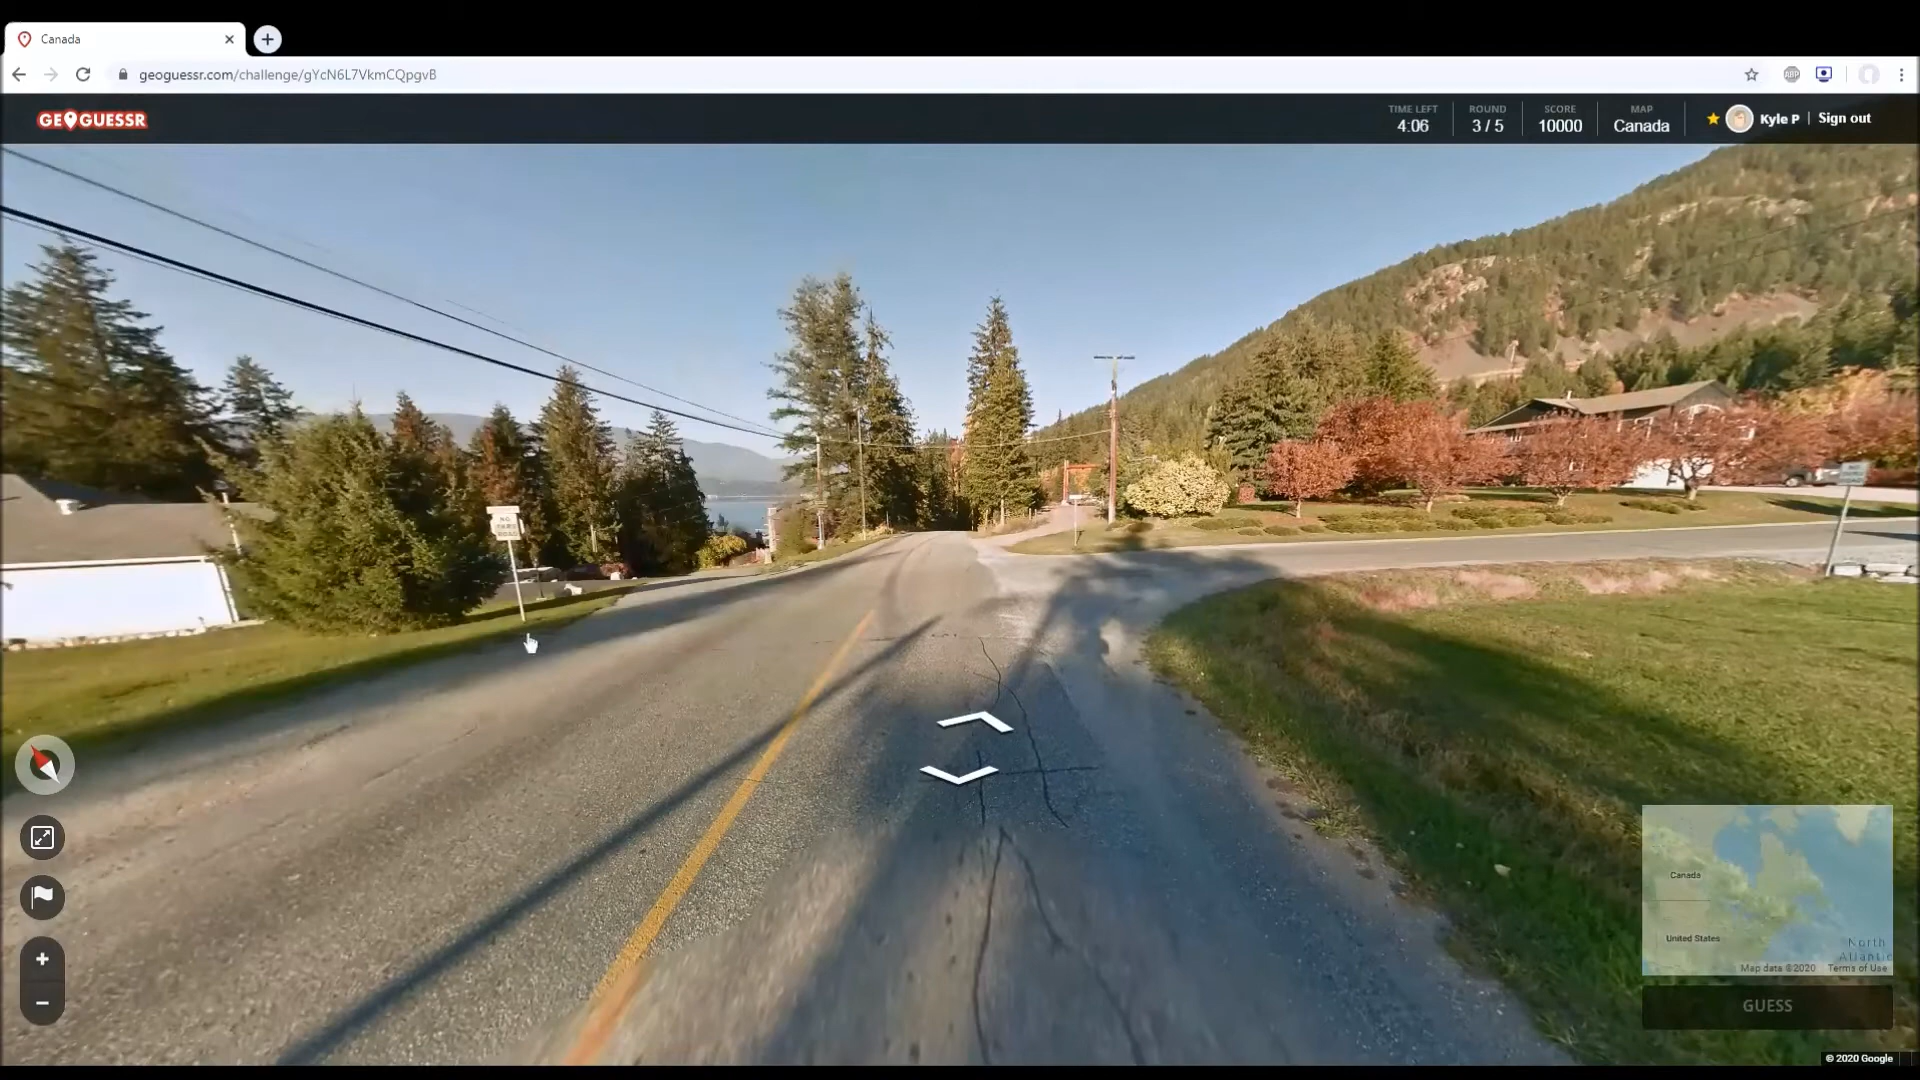 Canada
geoguessr.com/challenge/gYcN6L7VkmCQpgvB
GEOGUESSR
TIME LEFT
4:06
ROUND
3 / 5
SCORE
10000
MAP
Canada
Kyle P | Sign out
Canada
United States
North
Atlantic
Map data ©2020 Terms of Use
GUESS
© 2020 Google